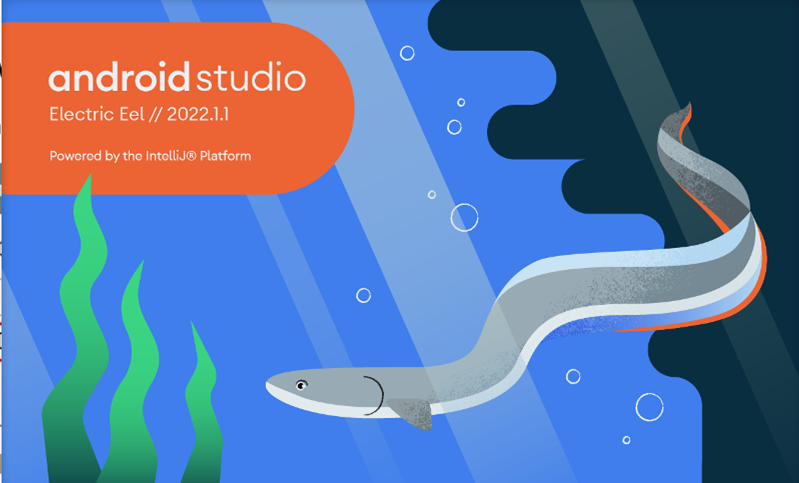 android studio
Electric Eel // 2022.1.1
Powered by the IntelliJ® Platform